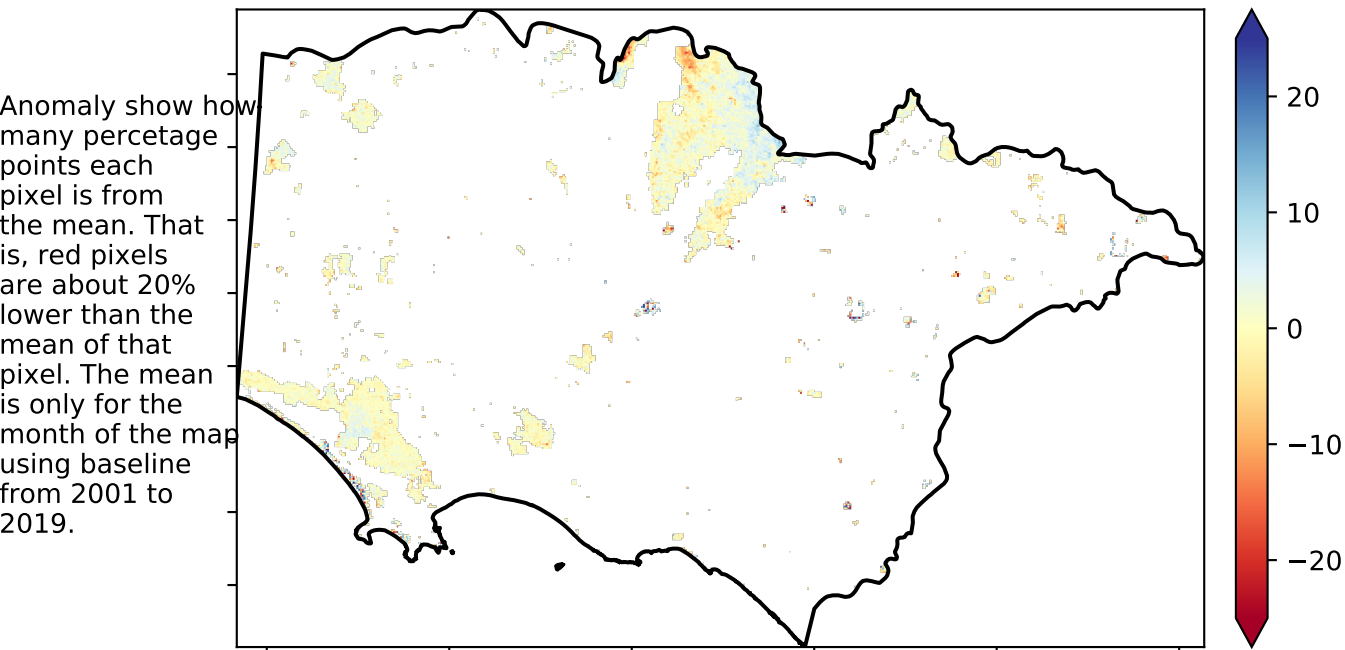 Anomaly show how
many percetage
points each
pixel is from
the mean. That
is, red pixels
are about 20%
lower than the
mean of that
pixel. The mean
is only for the
month of the map
using baseline
from 2001 to
2019.
20
10
0
−10
−20